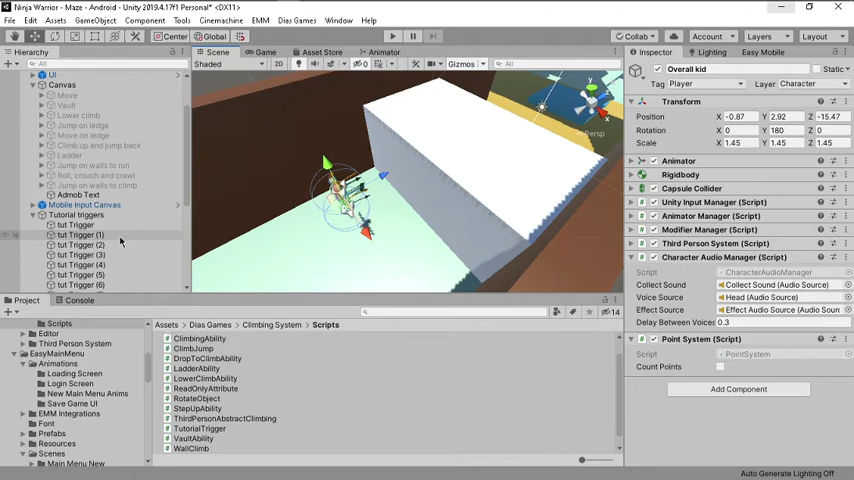 Ninja Warrior - Maze - Android - Unity 2019.4.17f1 Personal* <DX11>
File Edit Assets GameObject Component Tools Cinemachine EMM Dias Games Window Help
Center Global Collab Account Layers Layout
Hierarchy
All
UI
Canvas
Move
Vault
Lower climb
Jump on ledge
Move on ledge
Climb up and jump back
Ladder
Jump on walls to run
Roll, crouch and crawl
Jump on walls to climb
Admob Text
Mobile Input Canvas
Tutorial triggers
tut Trigger
tut Trigger (1)
tut Trigger (2)
tut Trigger (3)
tut Trigger (4)
tut Trigger (5)
tut Trigger (6)
Scene Game Asset Store Animator
Shaded 2D 0 Gizmos All
y
x
Persp
Inspector Lighting Easy Mobile
Overall kid Static
Tag Player Layer Character
Transform
Position X -0.87 Y 2.92 Z -15.47
Rotation X 0 Y 180 Z 0
Scale X 1.45 Y 1.45 Z 1.45
Animator
Rigidbody
Capsule Collider
Unity Input Manager (Script)
Animator Manager (Script)
Modifier Manager (Script)
Third Person System (Script)
Character Audio Manager (Script)
Script CharacterAudioManager
Collect Sound Collect Sound (Audio Source)
Voice Source Head (Audio Source)
Effect Source Effect Audio Source (Audio Sourc
Delay Between Voices 0.3
Point System (Script)
Script PointSystem
Count Points
Add Component
Project Console
14
Scripts
Editor
Third Person System
EasyMainMenu
Animations
Loading Screen
Login Screen
New Main Menu Anims
Save Game UI
EMM Integrations
Font
Prefabs
Resources
Scenes
Main Menu New
Assets > Dias Games > Climbing System > Scripts
ClimbingAbility
ClimbJump
DropToClimbAbility
LadderAbility
LowerClimbAbility
ReadOnlyAttribute
RotateObject
StepUpAbility
ThirdPersonAbstractClimbing
TutorialTrigger
VaultAbility
WallClimb
Auto Generate Lighting Off